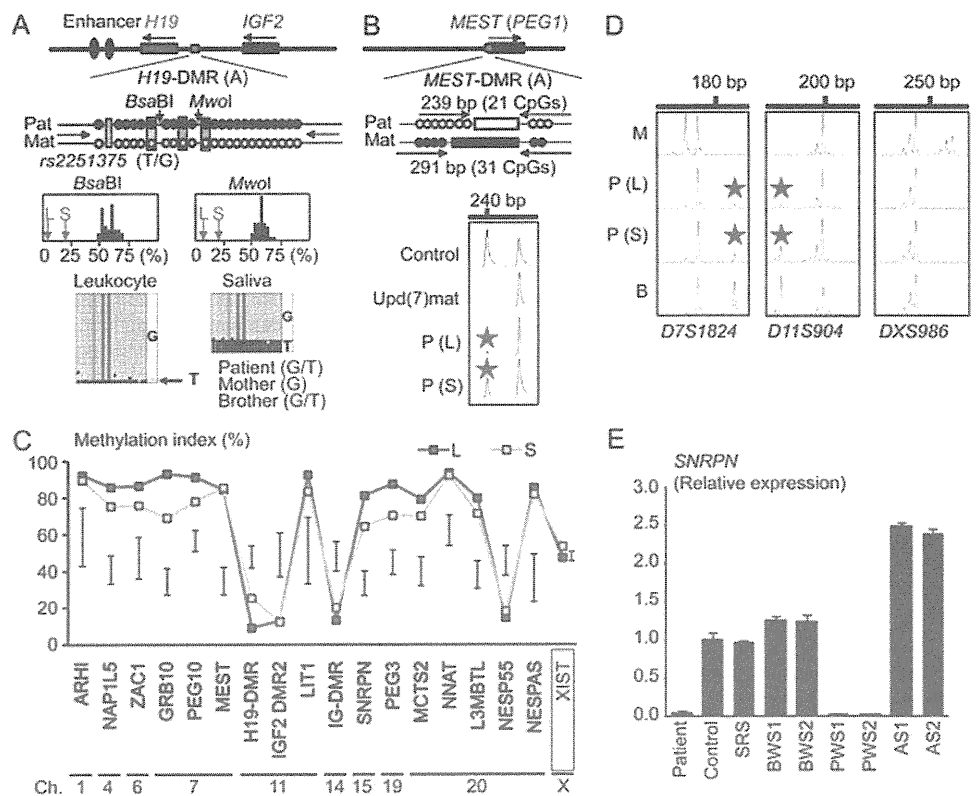 A
Enhancer H19 IGF2
H19-DMR (A)
BsaBI MwoI
Pat
Mat
rs2251375 (T/G)
BsaBI MwoI
L S L S
0 25 50 75 (%) 0 25 50 75 (%)
Leukocyte Saliva
G G
T
T
Patient (G/T)
Mother (G)
Brother (G/T)
B
MEST (PEG1)
MEST-DMR (A)
239 bp (21 CpGs)
Pat
Mat
291 bp (31 CpGs)
240 bp
Control
Upd(7)mat
P (L)
P (S)
D
180 bp 200 bp 250 bp
M
P (L)
P (S)
B
D7S1824 D11S904 DXS986
C
Methylation index (%)
L S
100
80
60
40
20
0
ARHI
NAP1L5
ZAC1
GRB10
PEG10
MEST
H19-DMR
IGF2 DMR2
LIT1
IG-DMR
SNRPN
PEG3
MCTS2
NNAT
L3MBTL
NESP55
NESPAS
XIST
Ch. 1 4 6 7 11 14 15 19 20 X
E
SNRPN
(Relative expression)
3.0
2.5
2.0
1.5
1.0
0.5
0.0
Patient
Control
SRS
BWS1
BWS2
PWS1
PWS2
AS1
AS2